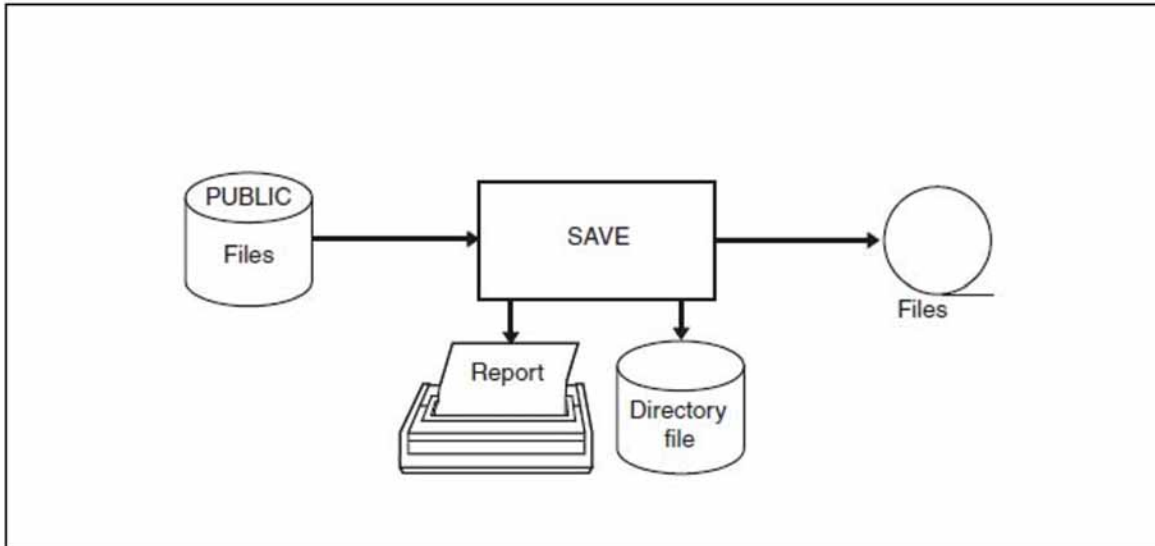 PUBLIC
Files
SAVE
Files
Report
Directory
file